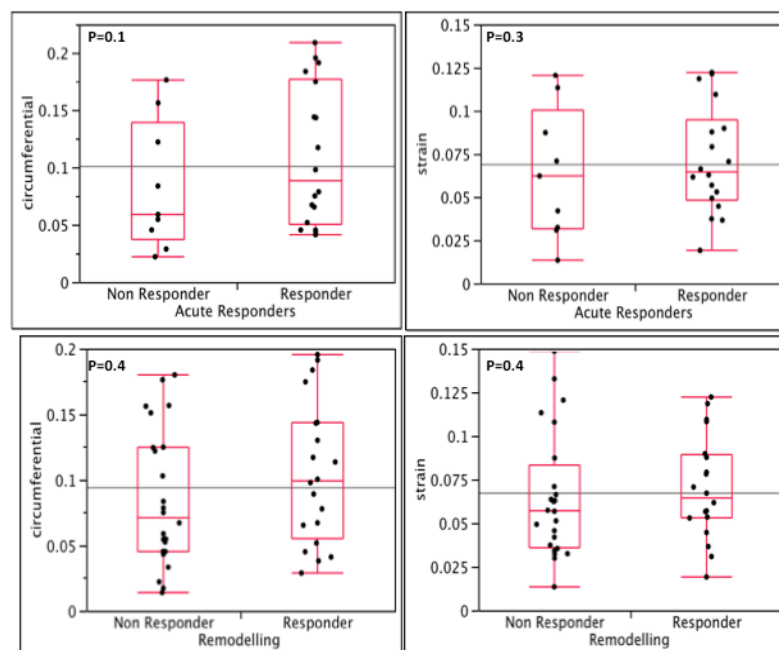 P=0.1
circumferential
0.2
0.15
0.1
0.05
0
Non Responder
Responder
Acute Responders
P=0.3
strain
0.15
0.125
0.1
0.075
0.05
0.025
0
Non Responder
Responder
Acute Responders
P=0.4
circumferential
0.2
0.15
0.1
0.05
0
Non Responder
Responder
Remodelling
P=0.4
strain
0.15
0.125
0.1
0.075
0.05
0.025
0
Non Responder
Responder
Remodelling